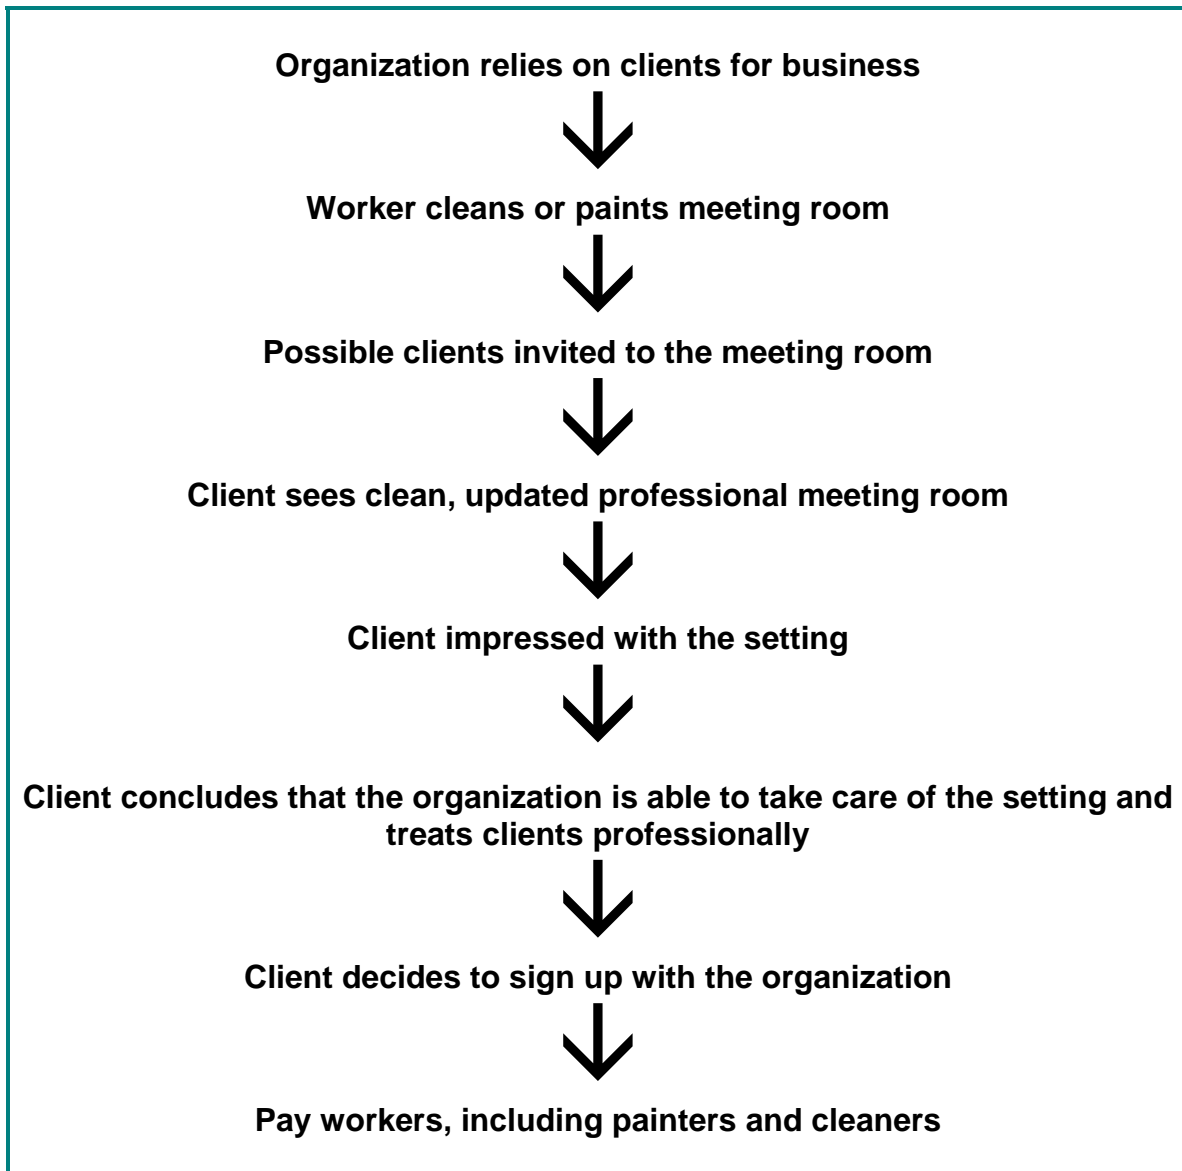 Organization relies on clients for business
Worker cleans or paints meeting room
Possible clients invited to the meeting room
Client sees clean, updated professional meeting room
Client impressed with the setting
Client concludes that the organization is able to take care of the setting and
treats clients professionally
Client decides to sign up with the organization
Pay workers, including painters and cleaners